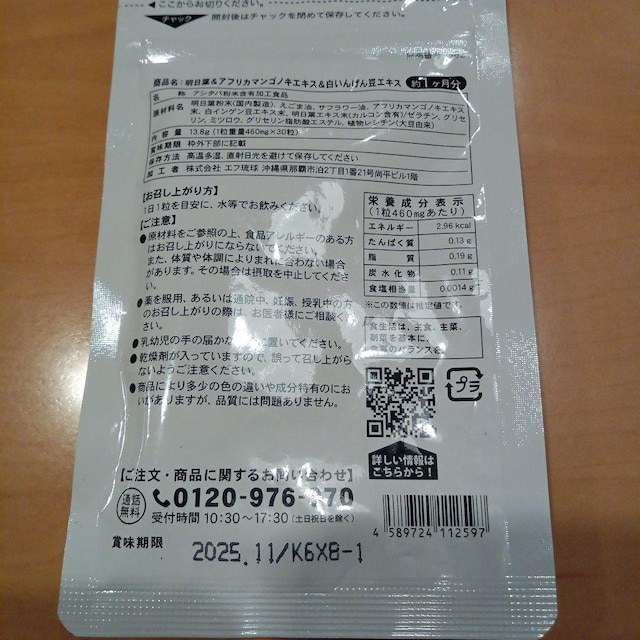 ここからお切りください。
チャック
開封後はチャックを閉めて保存してください。
商品名：明日葉&アフリカマンゴノキエキス&白いんげん豆エキス 約1ヶ月分
名 称 アシタバ粉末含有加工食品
原材料名 明日葉粉末(国内製造)、えごま油、サフラワー油、アフリカマンゴノキエキス
末、白インゲン豆エキス末、明日葉エキス末(カルコン含有)/ゼラチン、グリセ
リン、ミツロウ、グリセリン脂肪酸エステル、植物レシチン(大豆由来)
内 容 量 13.8g(1粒重量460mg×30粒)
賞味期限 枠外下部に記載
保存方法 高温多湿、直射日光を避けて保存してください
加 工 者 株式会社 エフ琉球 沖縄県那覇市泊2丁目1番21号尚平ビル1階
【お召し上がり方】
1日1粒を目安に、水等でお飲みください。
【ご注意】
●原材料をご参照の上、食品アレルギーのある方
はお召し上がりにならないでください。
また、体質や体調によりまれに合わない場合
があります。その場合は摂取を中止してくださ
い。
●薬を服用、あるいは通院中、妊娠、授乳中の方
のお召し上がりの際は、お医者様にご相談くだ
さい。
●乳幼児の手の届かない所に置いてください。
●乾燥剤が入っていますので、誤って召し上がら
ないようご注意ください。
●商品により多少の色の違いや成分特有のにお
いがありますが、品質には問題ありません。
栄養成分表示
(1粒460mgあたり)
エネルギー 2.96kcal
たんぱく質 0.13g
脂 質 0.19g
炭水化物 0.11g
食塩相当量 0.0014g
※この数値は推定値です。
食生活は、主食、主菜、
副菜を基本に、
食事のバランスを。
プラ
詳しい情報は
こちらから！
【ご注文・商品に関するお問い合わせ】
通話
無料
0120-976-
受付時間 10:30～17:30 (土日祝日を除く)
4 589724 112597
賞味期限
2025.11/K6X8-1